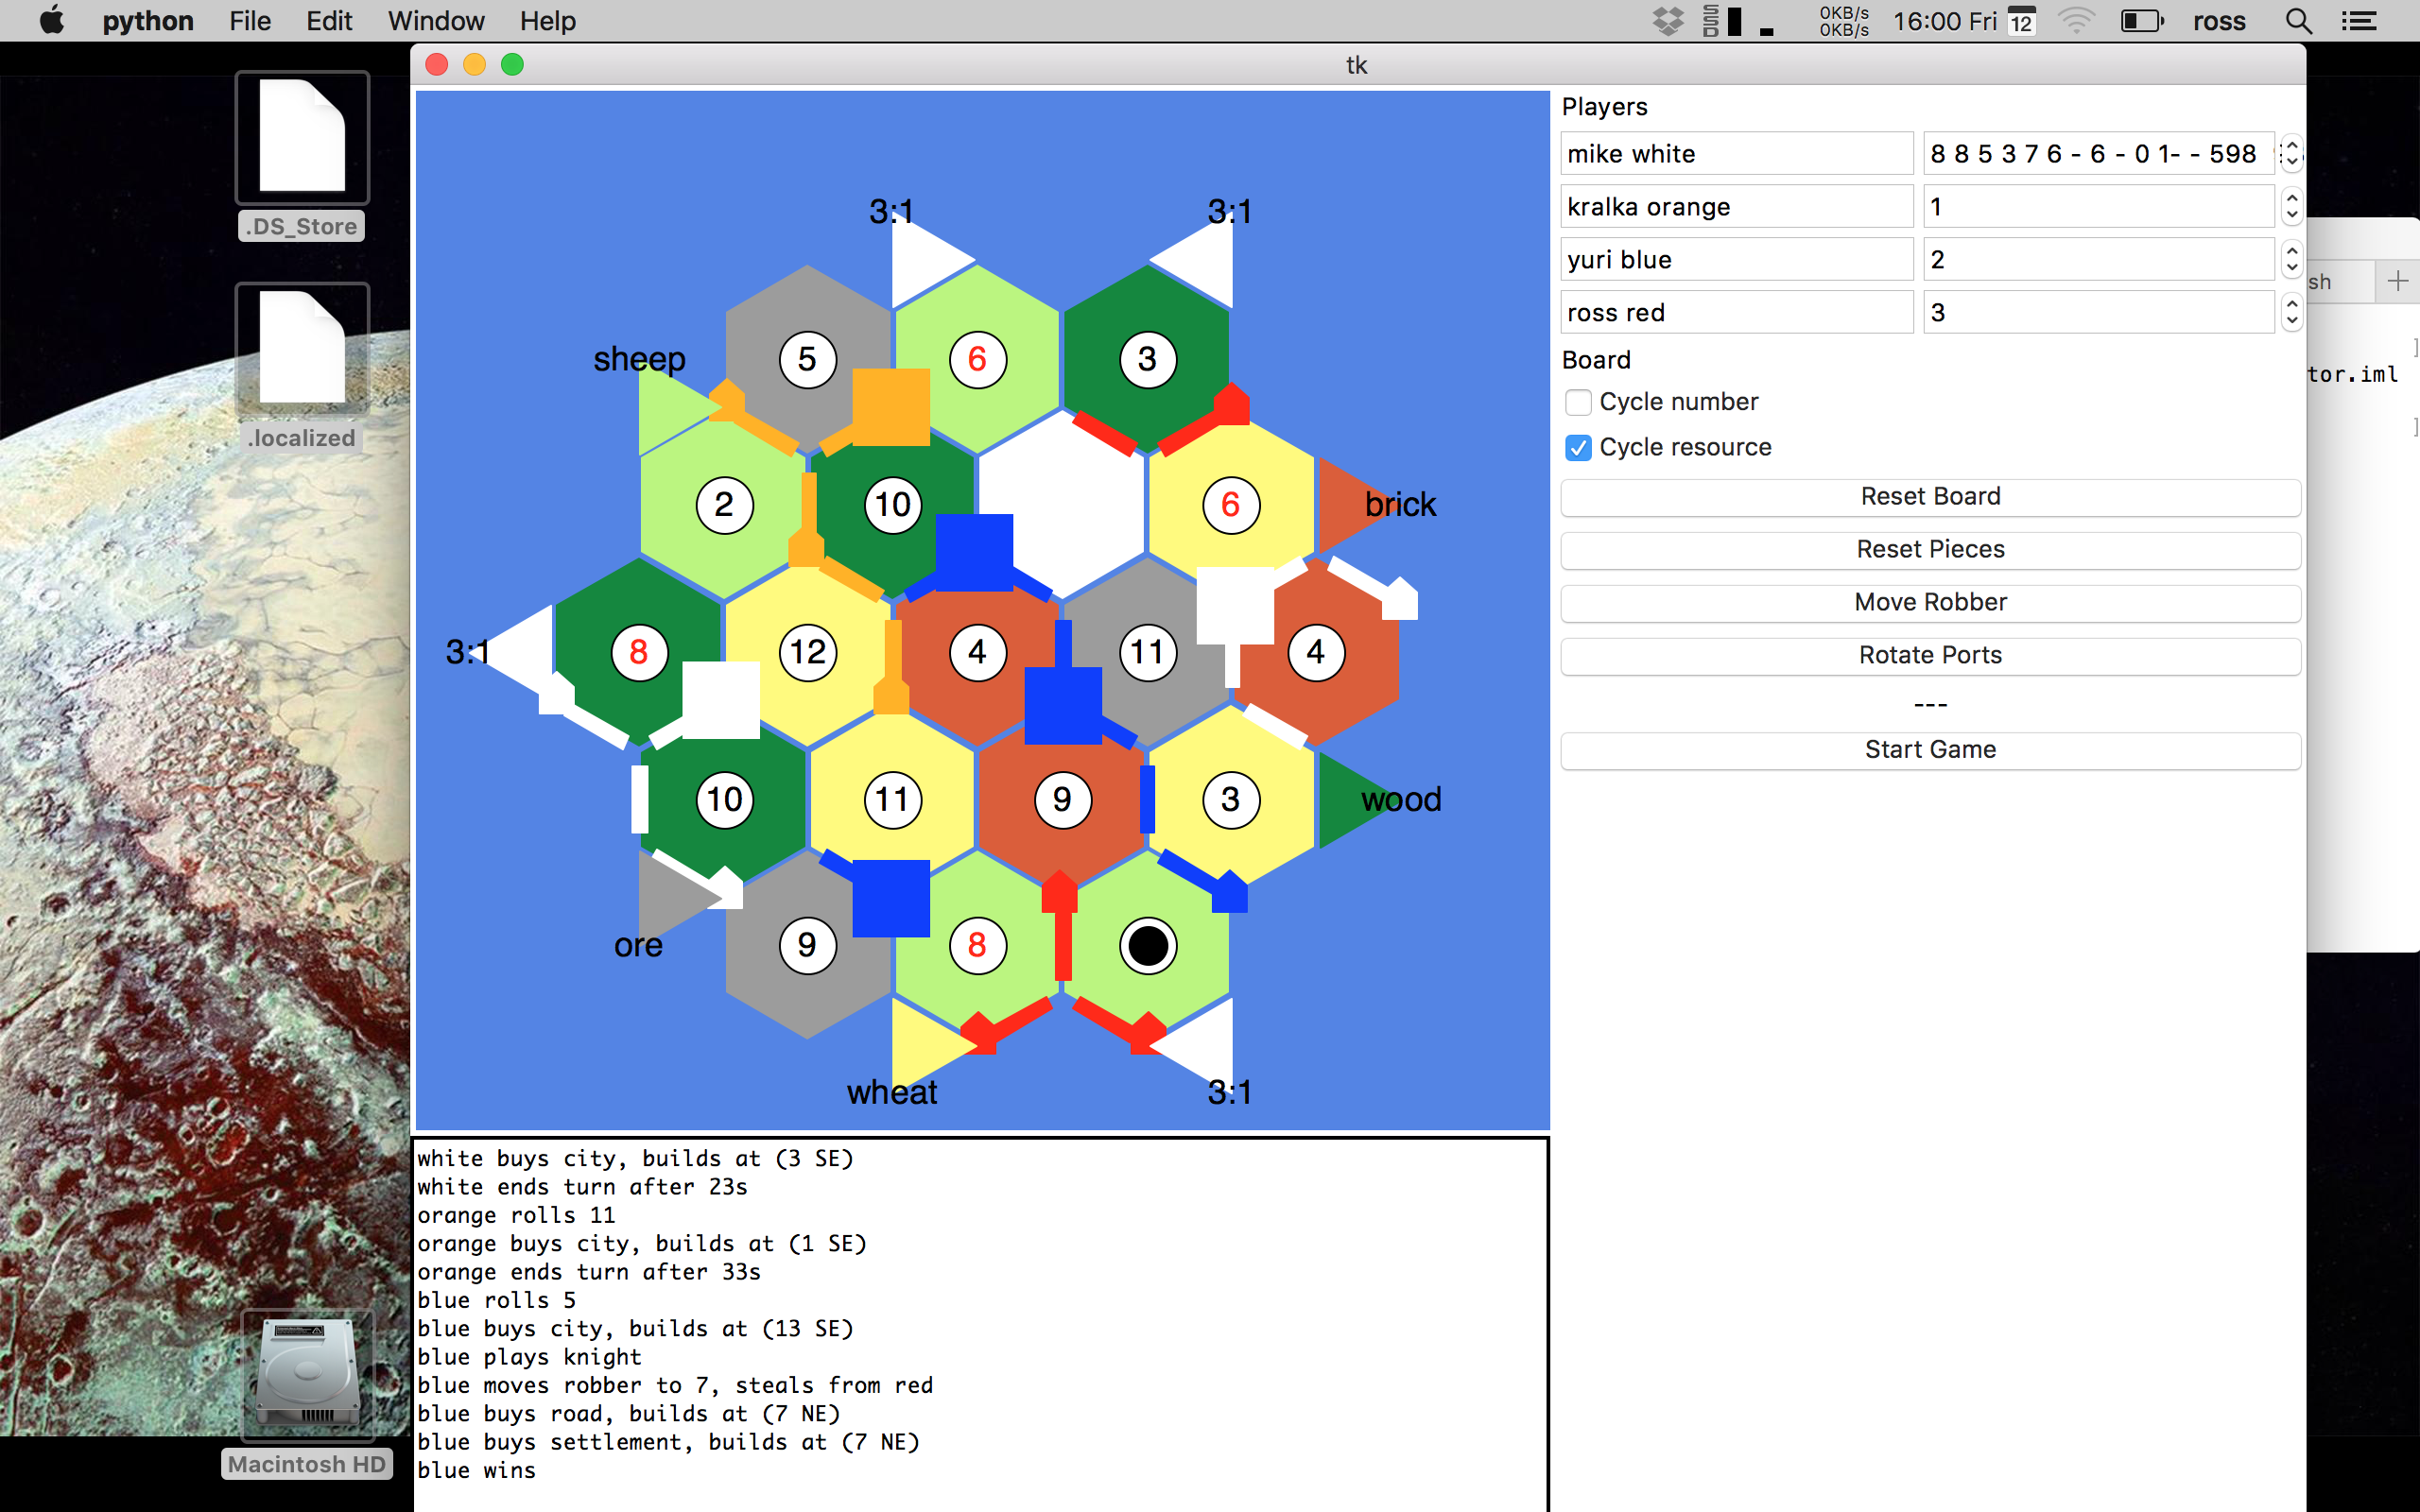 python File Edit Window Help
SSD 0KB/s 0KB/s 16:00 Fri 12 ross
tk
.DS_Store
.localized
Macintosh HD
3:1 3:1
5 6 3
sheep
2 10 6 brick
3:1 8 12 4 11 4
10 11 9 3 wood
ore 9 8
wheat 3:1
Players
mike white 8 8 5 3 7 6 - 6 - 0 1- - 598
kralka orange 1
yuri blue 2
ross red 3
Board
Cycle number
Cycle resource
Reset Board
Reset Pieces
Move Robber
Rotate Ports
---
Start Game
sh +
]
tor.iml
]
white buys city, builds at (3 SE)
white ends turn after 23s
orange rolls 11
orange buys city, builds at (1 SE)
orange ends turn after 33s
blue rolls 5
blue buys city, builds at (13 SE)
blue plays knight
blue moves robber to 7, steals from red
blue buys road, builds at (7 NE)
blue buys settlement, builds at (7 NE)
blue wins